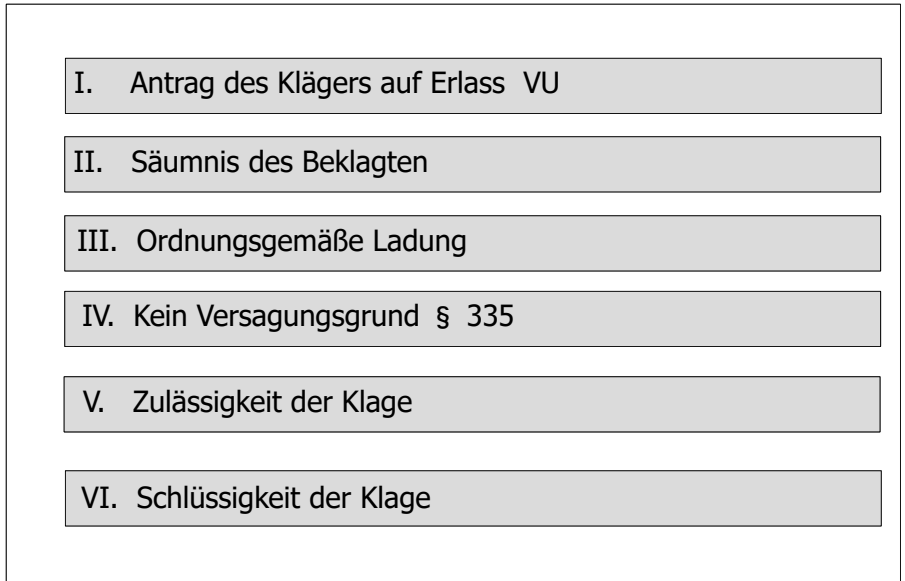 I. Antrag des Klägers auf Erlass VU
II. Säumnis des Beklagten
III. Ordnungsgemäße Ladung
IV. Kein Versagungsgrund § 335
V. Zulässigkeit der Klage
VI. Schlüssigkeit der Klage